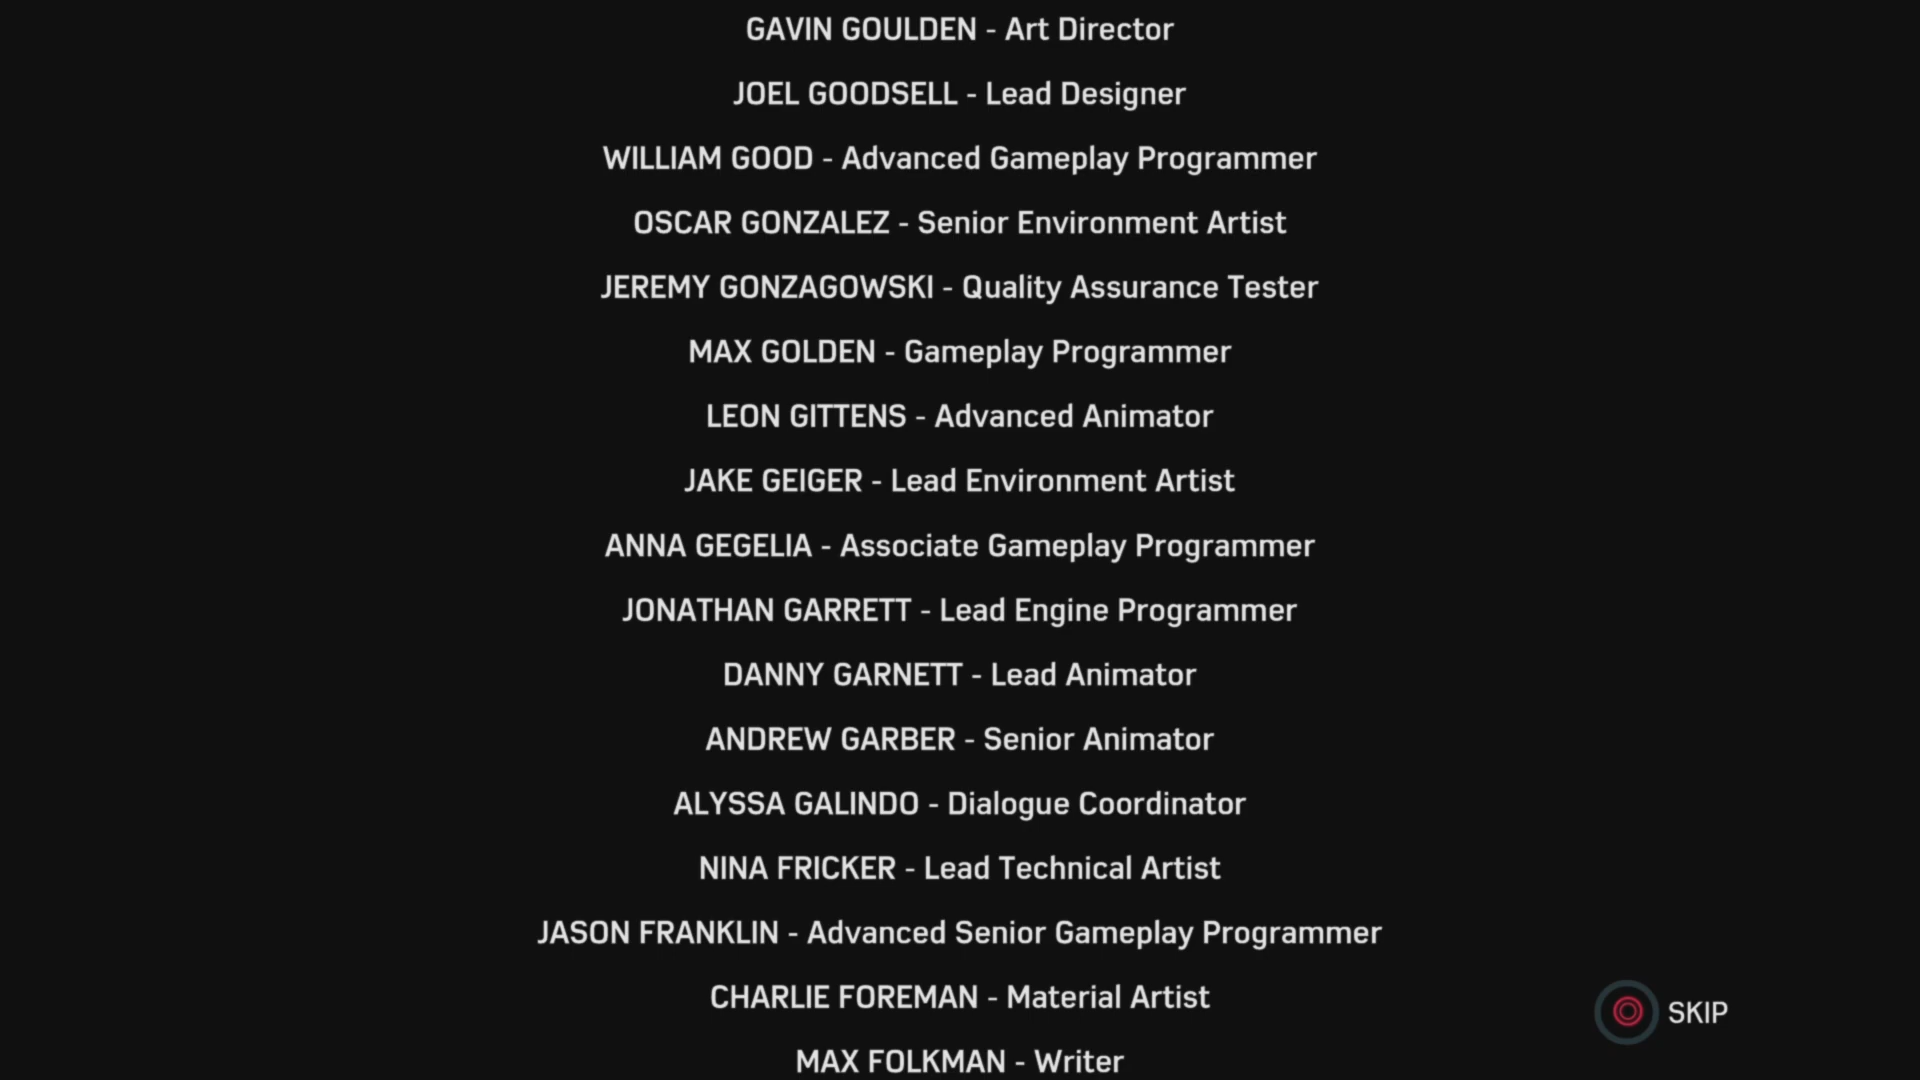 GAVIN GOULDEN - Art Director
JOEL GOODSELL - Lead Designer
WILLIAM GOOD - Advanced Gameplay Programmer
OSCAR GONZALEZ - Senior Environment Artist
JEREMY GONZAGOWSKI - Quality Assurance Tester
MAX GOLDEN - Gameplay Programmer
LEON GITTENS - Advanced Animator
JAKE GEIGER - Lead Environment Artist
ANNA GEGELIA - Associate Gameplay Programmer
JONATHAN GARRETT - Lead Engine Programmer
DANNY GARNETT - Lead Animator
ANDREW GARBER - Senior Animator
ALYSSA GALINDO - Dialogue Coordinator
NINA FRICKER - Lead Technical Artist
JASON FRANKLIN - Advanced Senior Gameplay Programmer
CHARLIE FOREMAN - Material Artist
SKIP
MAX FOLKMAN - Writer